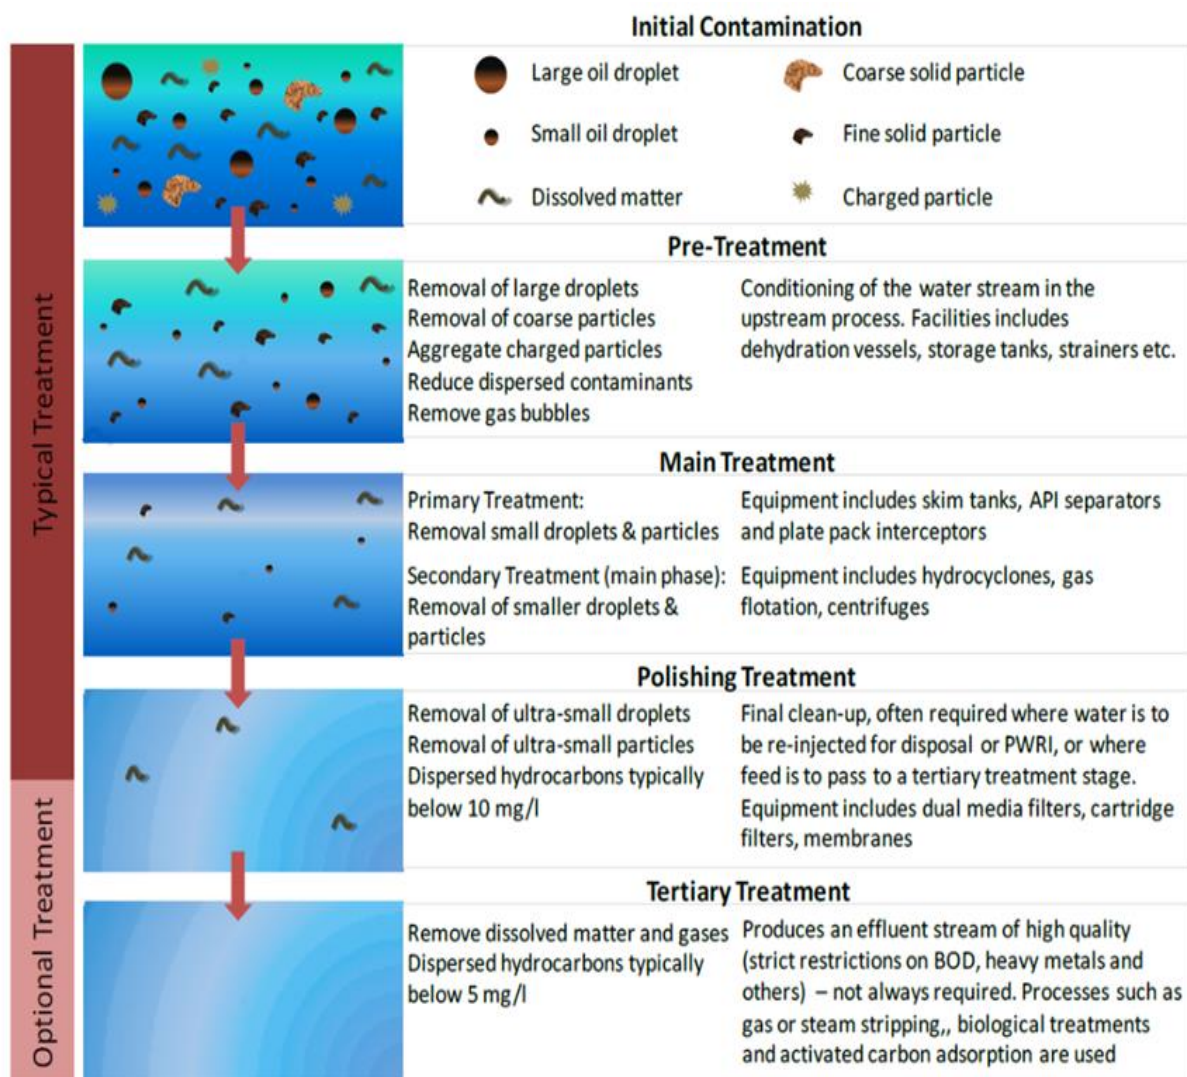 Initial Contamination
Large oil droplet
Coarse solid particle
Small oil droplet
Fine solid particle
Dissolved matter
Charged particle
Typical Treatment
Pre-Treatment
Removal of large droplets
Removal of coarse particles
Aggregate charged particles
Reduce dispersed contaminants
Remove gas bubbles
Conditioning of the water stream in the
upstream process. Facilities includes
dehydration vessels, storage tanks, strainers etc.
Main Treatment
Primary Treatment:
Removal small droplets & particles
Equipment includes skim tanks, API separators
and plate pack interceptors
Secondary Treatment (main phase):
Removal of smaller droplets &
particles
Equipment includes hydrocyclones, gas
flotation, centrifuges
Polishing Treatment
Removal of ultra-small droplets
Removal of ultra-small particles
Dispersed hydrocarbons typically
below 10 mg/l
Final clean-up, often required where water is to
be re-injected for disposal or PWRI, or where
feed is to pass to a tertiary treatment stage.
Equipment includes dual media filters, cartridge
filters, membranes
Optional Treatment
Tertiary Treatment
Remove dissolved matter and gases
Dispersed hydrocarbons typically
below 5 mg/l
Produces an effluent stream of high quality
(strict restrictions on BOD, heavy metals and
others) – not always required. Processes such as
gas or steam stripping,, biological treatments
and activated carbon adsorption are used